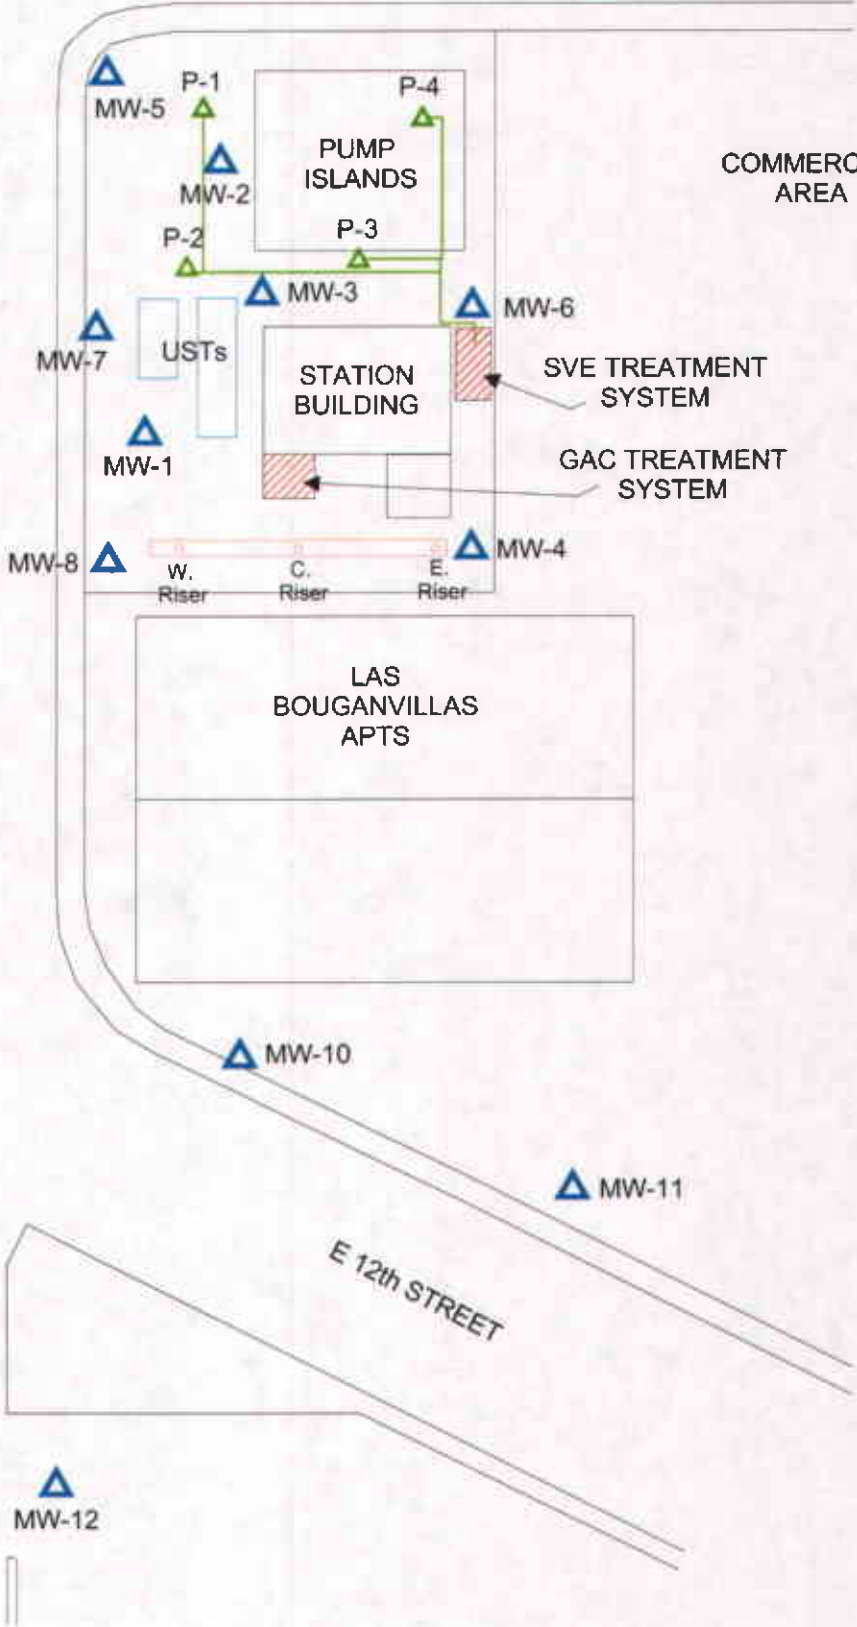 P-1
P-4
MW-5
PUMP
ISLANDS
COMMERC
AREA
MW-2
P-2
P-3
MW-3
MW-6
MW-7
USTs
STATION
BUILDING
SVE TREATMENT
SYSTEM
MW-1
GAC TREATMENT
SYSTEM
MW-8
MW-4
W.
Riser
C.
Riser
E.
Riser
LAS
BOUGANVILLAS
APTS
MW-10
MW-11
E 12th STREET
MW-12